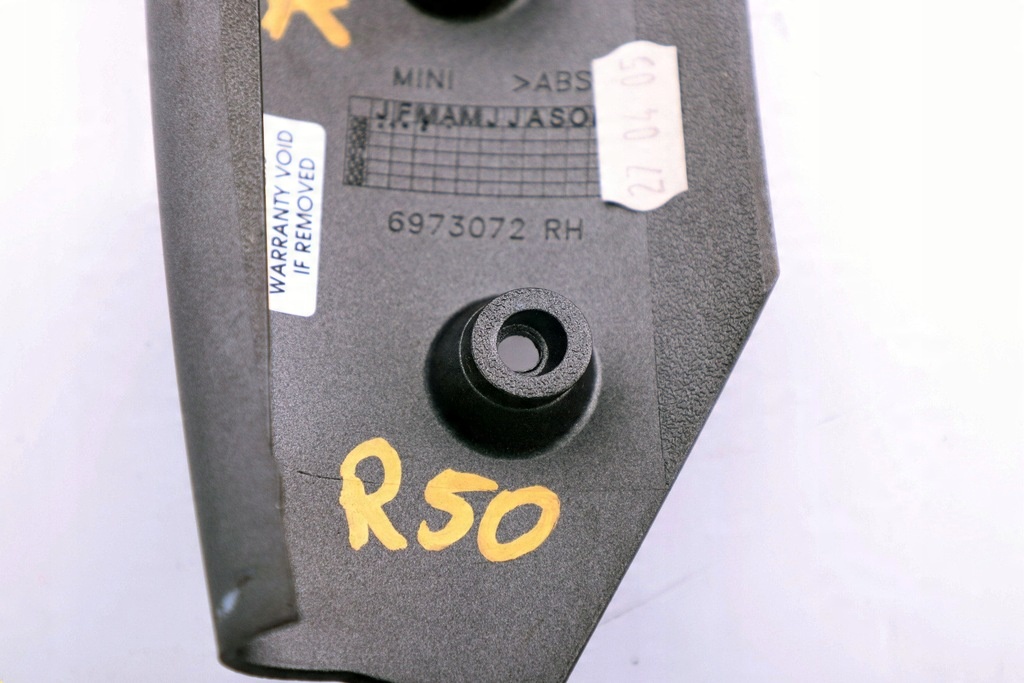 R
MINI >ABS
JFMAMJJASO
27 04 05
WARRANTY VOID
IF REMOVED
6973072 RH
R50